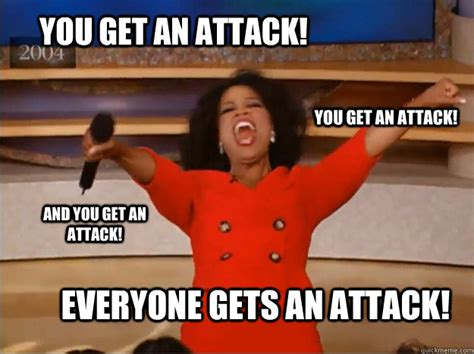 YOU GET AN ATTACK!
2004
YOU GET AN ATTACK!
AND YOU GET AN
ATTACK!
EVERYONE GETS AN ATTACK!
quickmeme.com